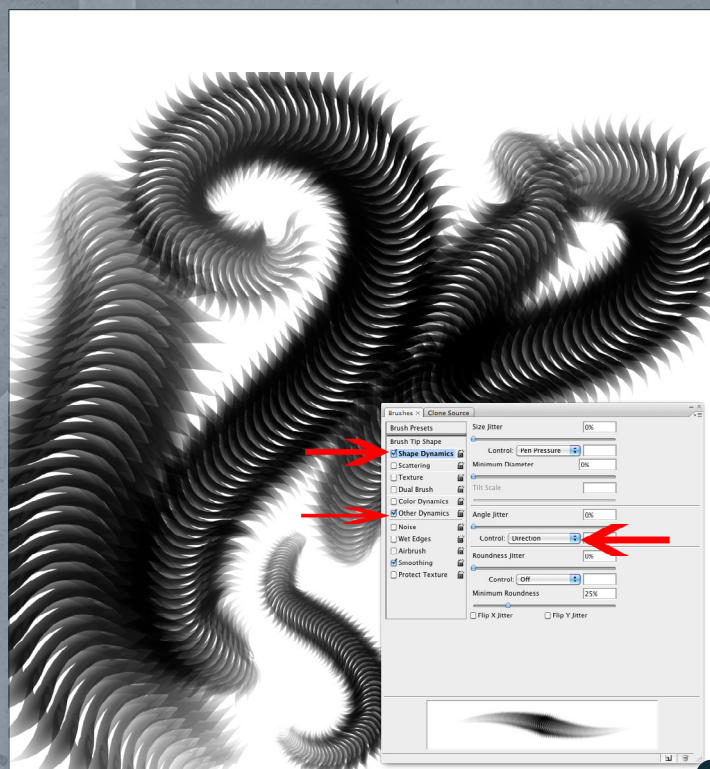 Brushes × Clone Source
Brush Presets
Brush Tip Shape
Shape Dynamics
Scattering
Texture
Dual Brush
Color Dynamics
Other Dynamics
Noise
Wet Edges
Airbrush
Smoothing
Protect Texture
Size Jitter 0%
Control: Pen Pressure
Minimum Diameter 0%
Tilt Scale
Angle Jitter 0%
Control: Direction
Roundness Jitter 0%
Control: Off
Minimum Roundness 25%
Flip X Jitter Flip Y Jitter